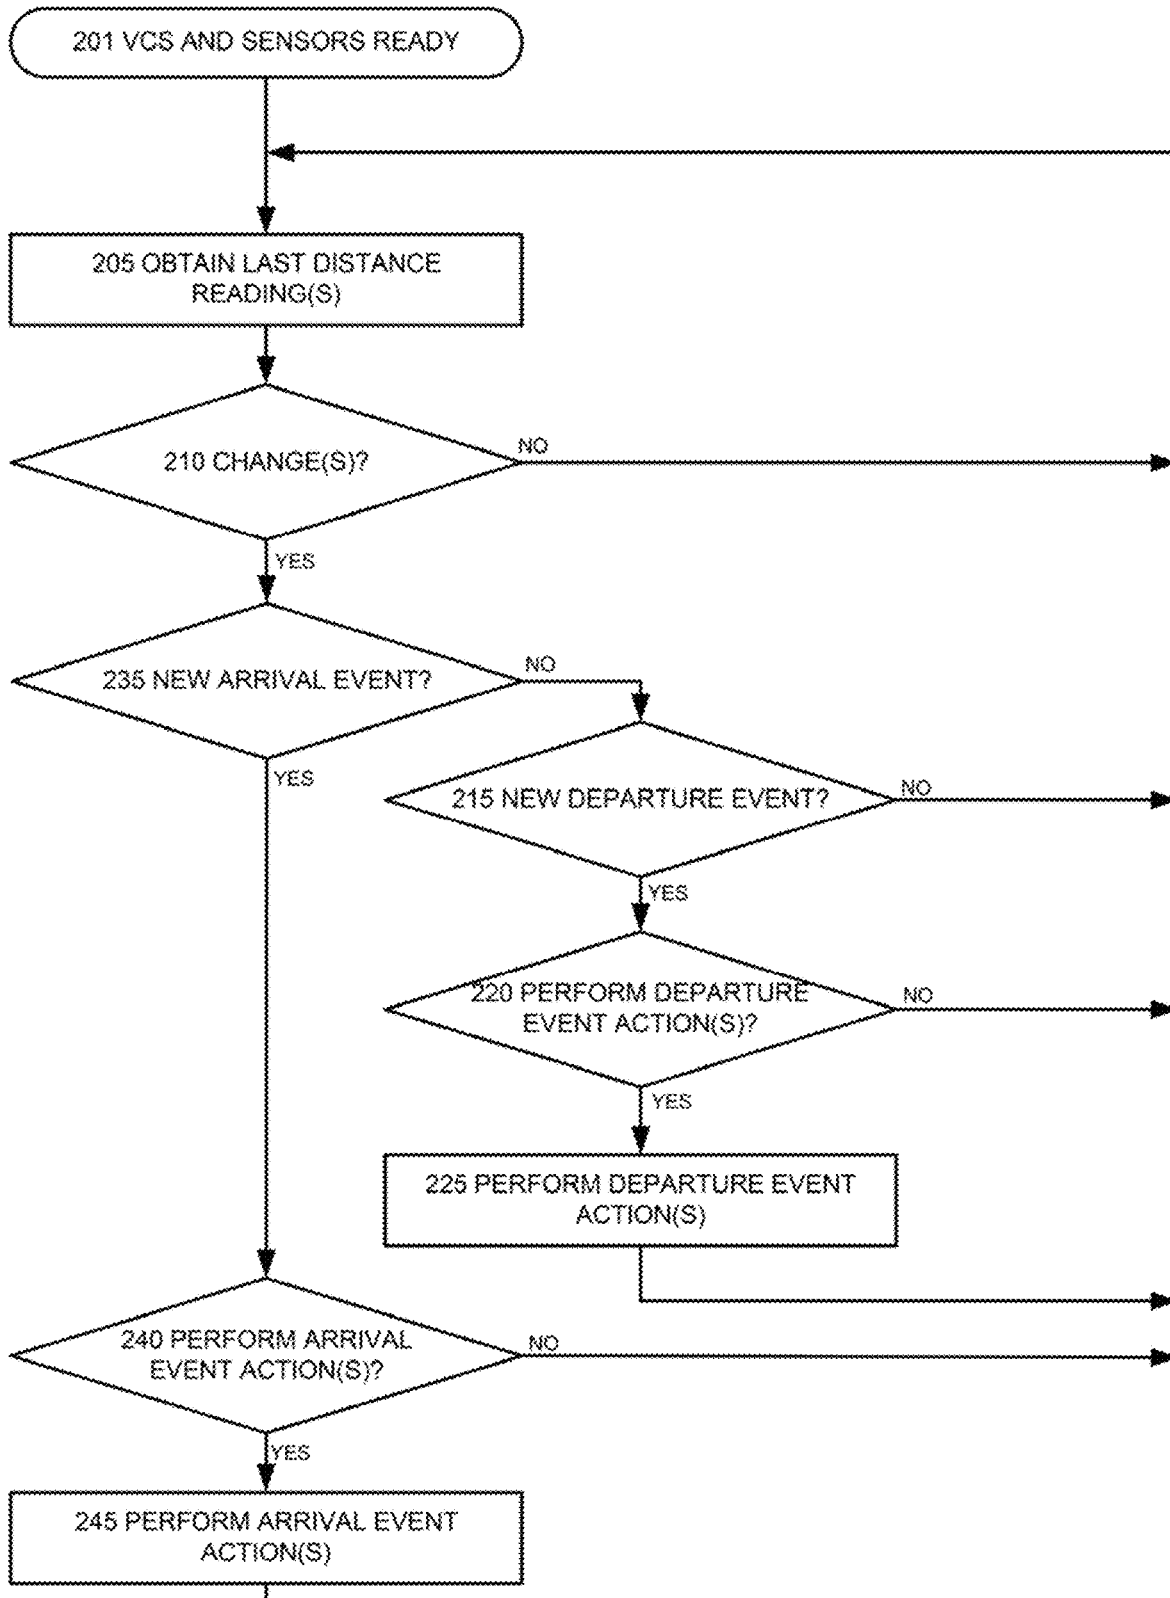 201 VCS AND SENSORS READY
205 OBTAIN LAST DISTANCE
READING(S)
210 CHANGE(S)?
NO
YES
235 NEW ARRIVAL EVENT?
NO
YES
215 NEW DEPARTURE EVENT?
NO
YES
220 PERFORM DEPARTURE
EVENT ACTION(S)?
NO
YES
225 PERFORM DEPARTURE EVENT
ACTION(S)
240 PERFORM ARRIVAL
EVENT ACTION(S)?
NO
YES
245 PERFORM ARRIVAL EVENT
ACTION(S)